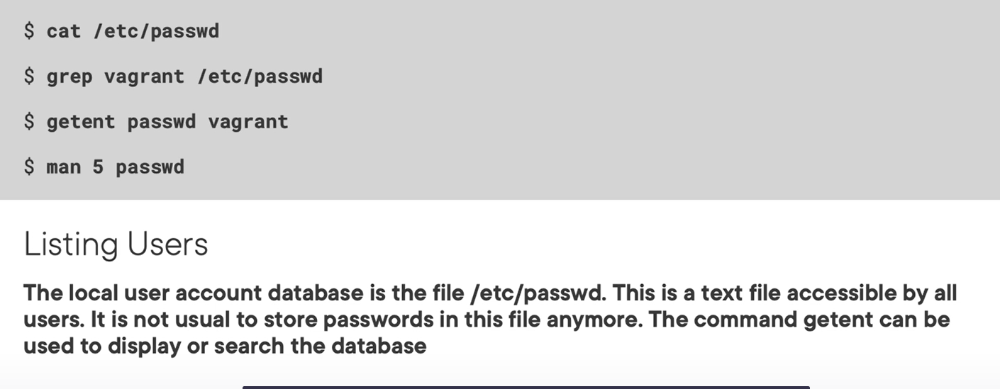 $ cat /etc/passwd
$ grep vagrant /etc/passwd
$ getent passwd vagrant
$ man 5 passwd
Listing Users
The local user account database is the file /etc/passwd. This is a text file accessible by all
users. It is not usual to store passwords in this file anymore. The command getent can be
used to display or search the database